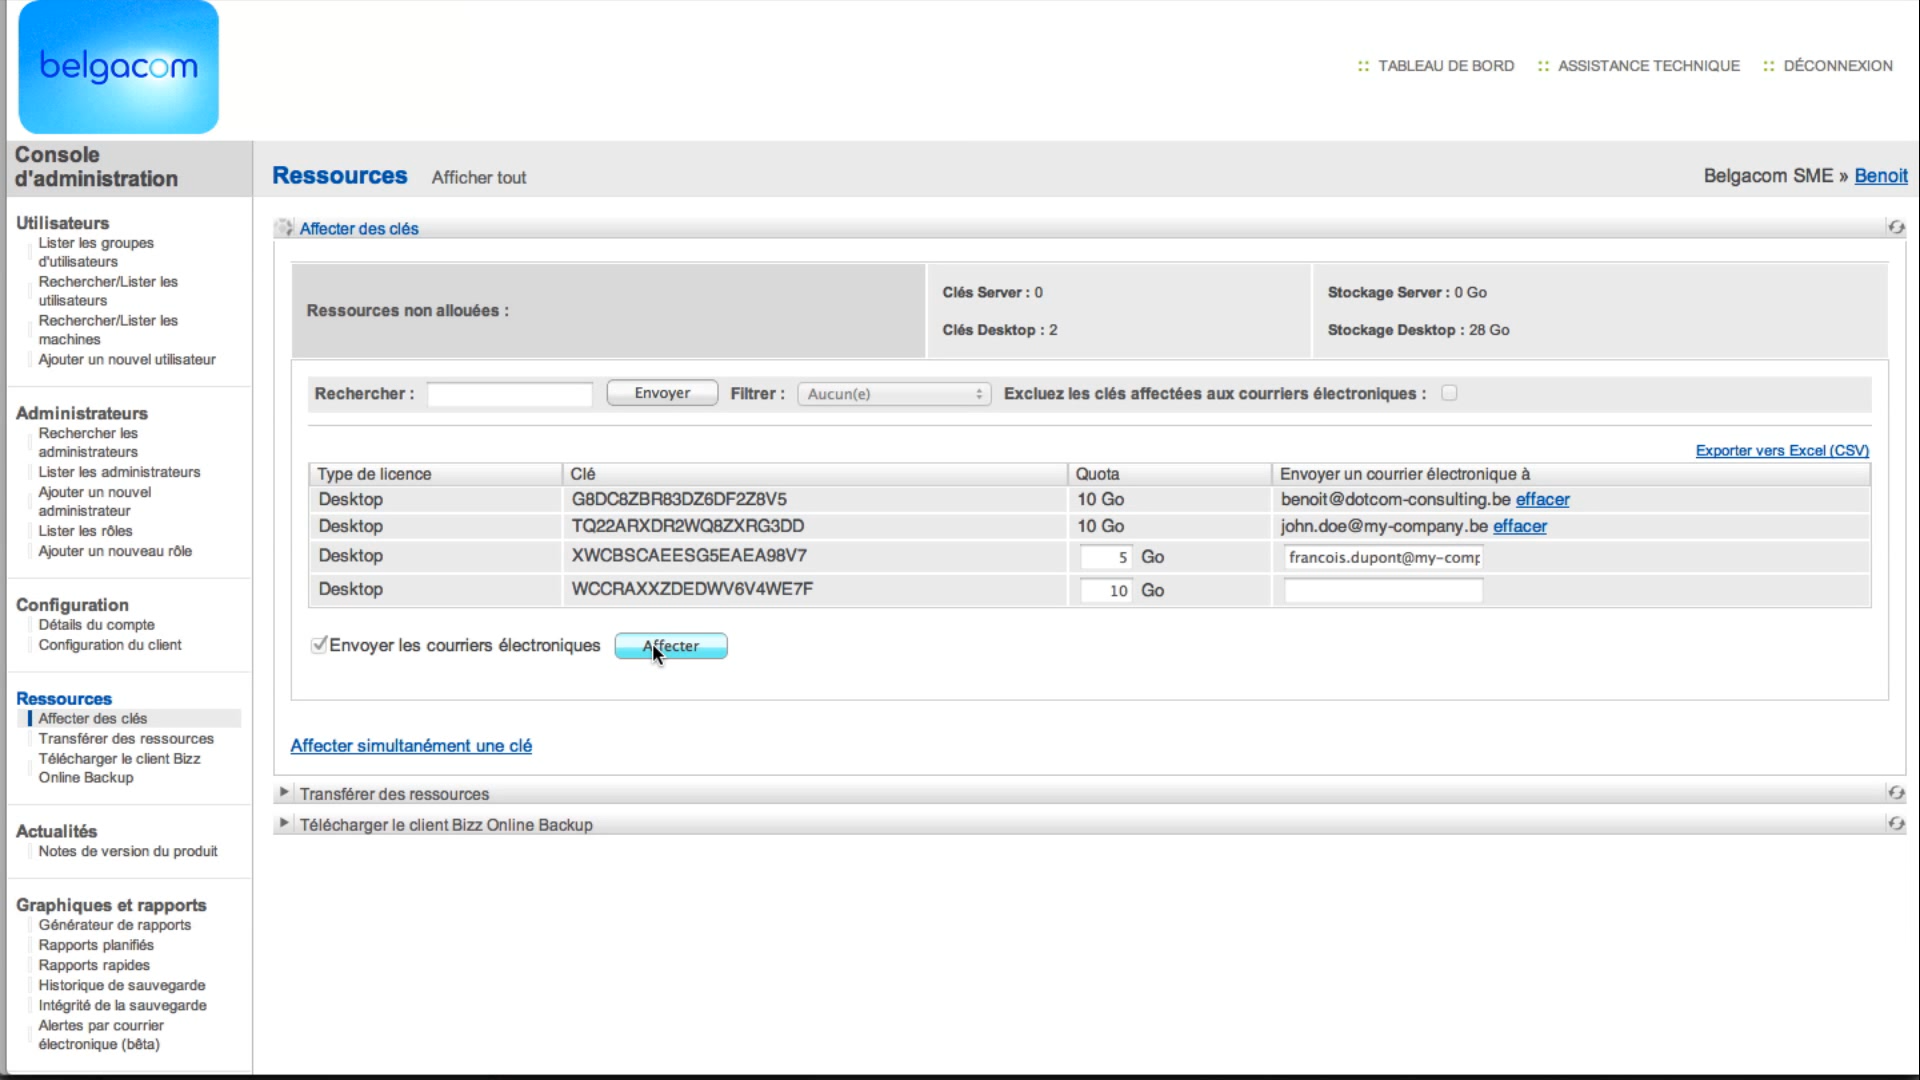 belgacom
:: TABLEAU DE BORD :: ASSISTANCE TECHNIQUE :: DÉCONNEXION
Console
d'administration
Ressources Afficher tout
Belgacom SME » Benoit
Utilisateurs
Lister les groupes
d'utilisateurs
Rechercher/Lister les
utilisateurs
Rechercher/Lister les
machines
Ajouter un nouvel utilisateur
Administrateurs
Rechercher les
administrateurs
Lister les administrateurs
Ajouter un nouvel
administrateur
Lister les rôles
Ajouter un nouveau rôle
Configuration
Détails du compte
Configuration du client
Ressources
Affecter des clés
Transférer des ressources
Télécharger le client Bizz
Online Backup
Actualités
Notes de version du produit
Graphiques et rapports
Générateur de rapports
Rapports planifiés
Rapports rapides
Historique de sauvegarde
Intégrité de la sauvegarde
Alertes par courrier
électronique (bêta)
Affecter des clés
Ressources non allouées :
Clés Server : 0
Clés Desktop : 2
Stockage Server : 0 Go
Stockage Desktop : 28 Go
Rechercher : Envoyer Filtrer : Aucun(e) Excluez les clés affectées aux courriers électroniques :
Exporter vers Excel (CSV)
Type de licence Clé Quota Envoyer un courrier électronique à
Desktop G8DC8ZBR83DZ6DF2Z8V5 10 Go benoit@dotcom-consulting.be effacer
Desktop TQ22ARXDR2WQ8ZXRG3DD 10 Go john.doe@my-company.be effacer
Desktop XWCBSCAEESG5EAEA98V7 5 Go francois.dupont@my-comp
Desktop WCCRAXXZDEDWV6V4WE7F 10 Go
Envoyer les courriers électroniques Affecter
Affecter simultanément une clé
Transférer des ressources
Télécharger le client Bizz Online Backup